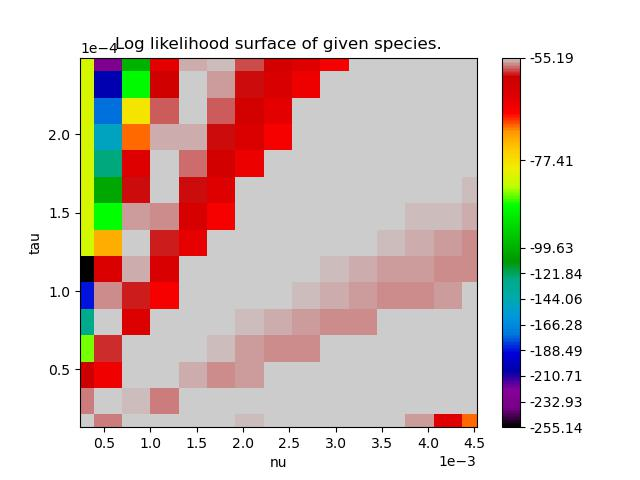 Log likelihood surface of given species.
1e−4
2.0
1.5
1.0
0.5
tau
0.5 1.0 1.5 2.0 2.5 3.0 3.5 4.0 4.5
nu
1e−3
-55.19
-77.41
-99.63
-121.84
-144.06
-166.28
-188.49
-210.71
-232.93
-255.14